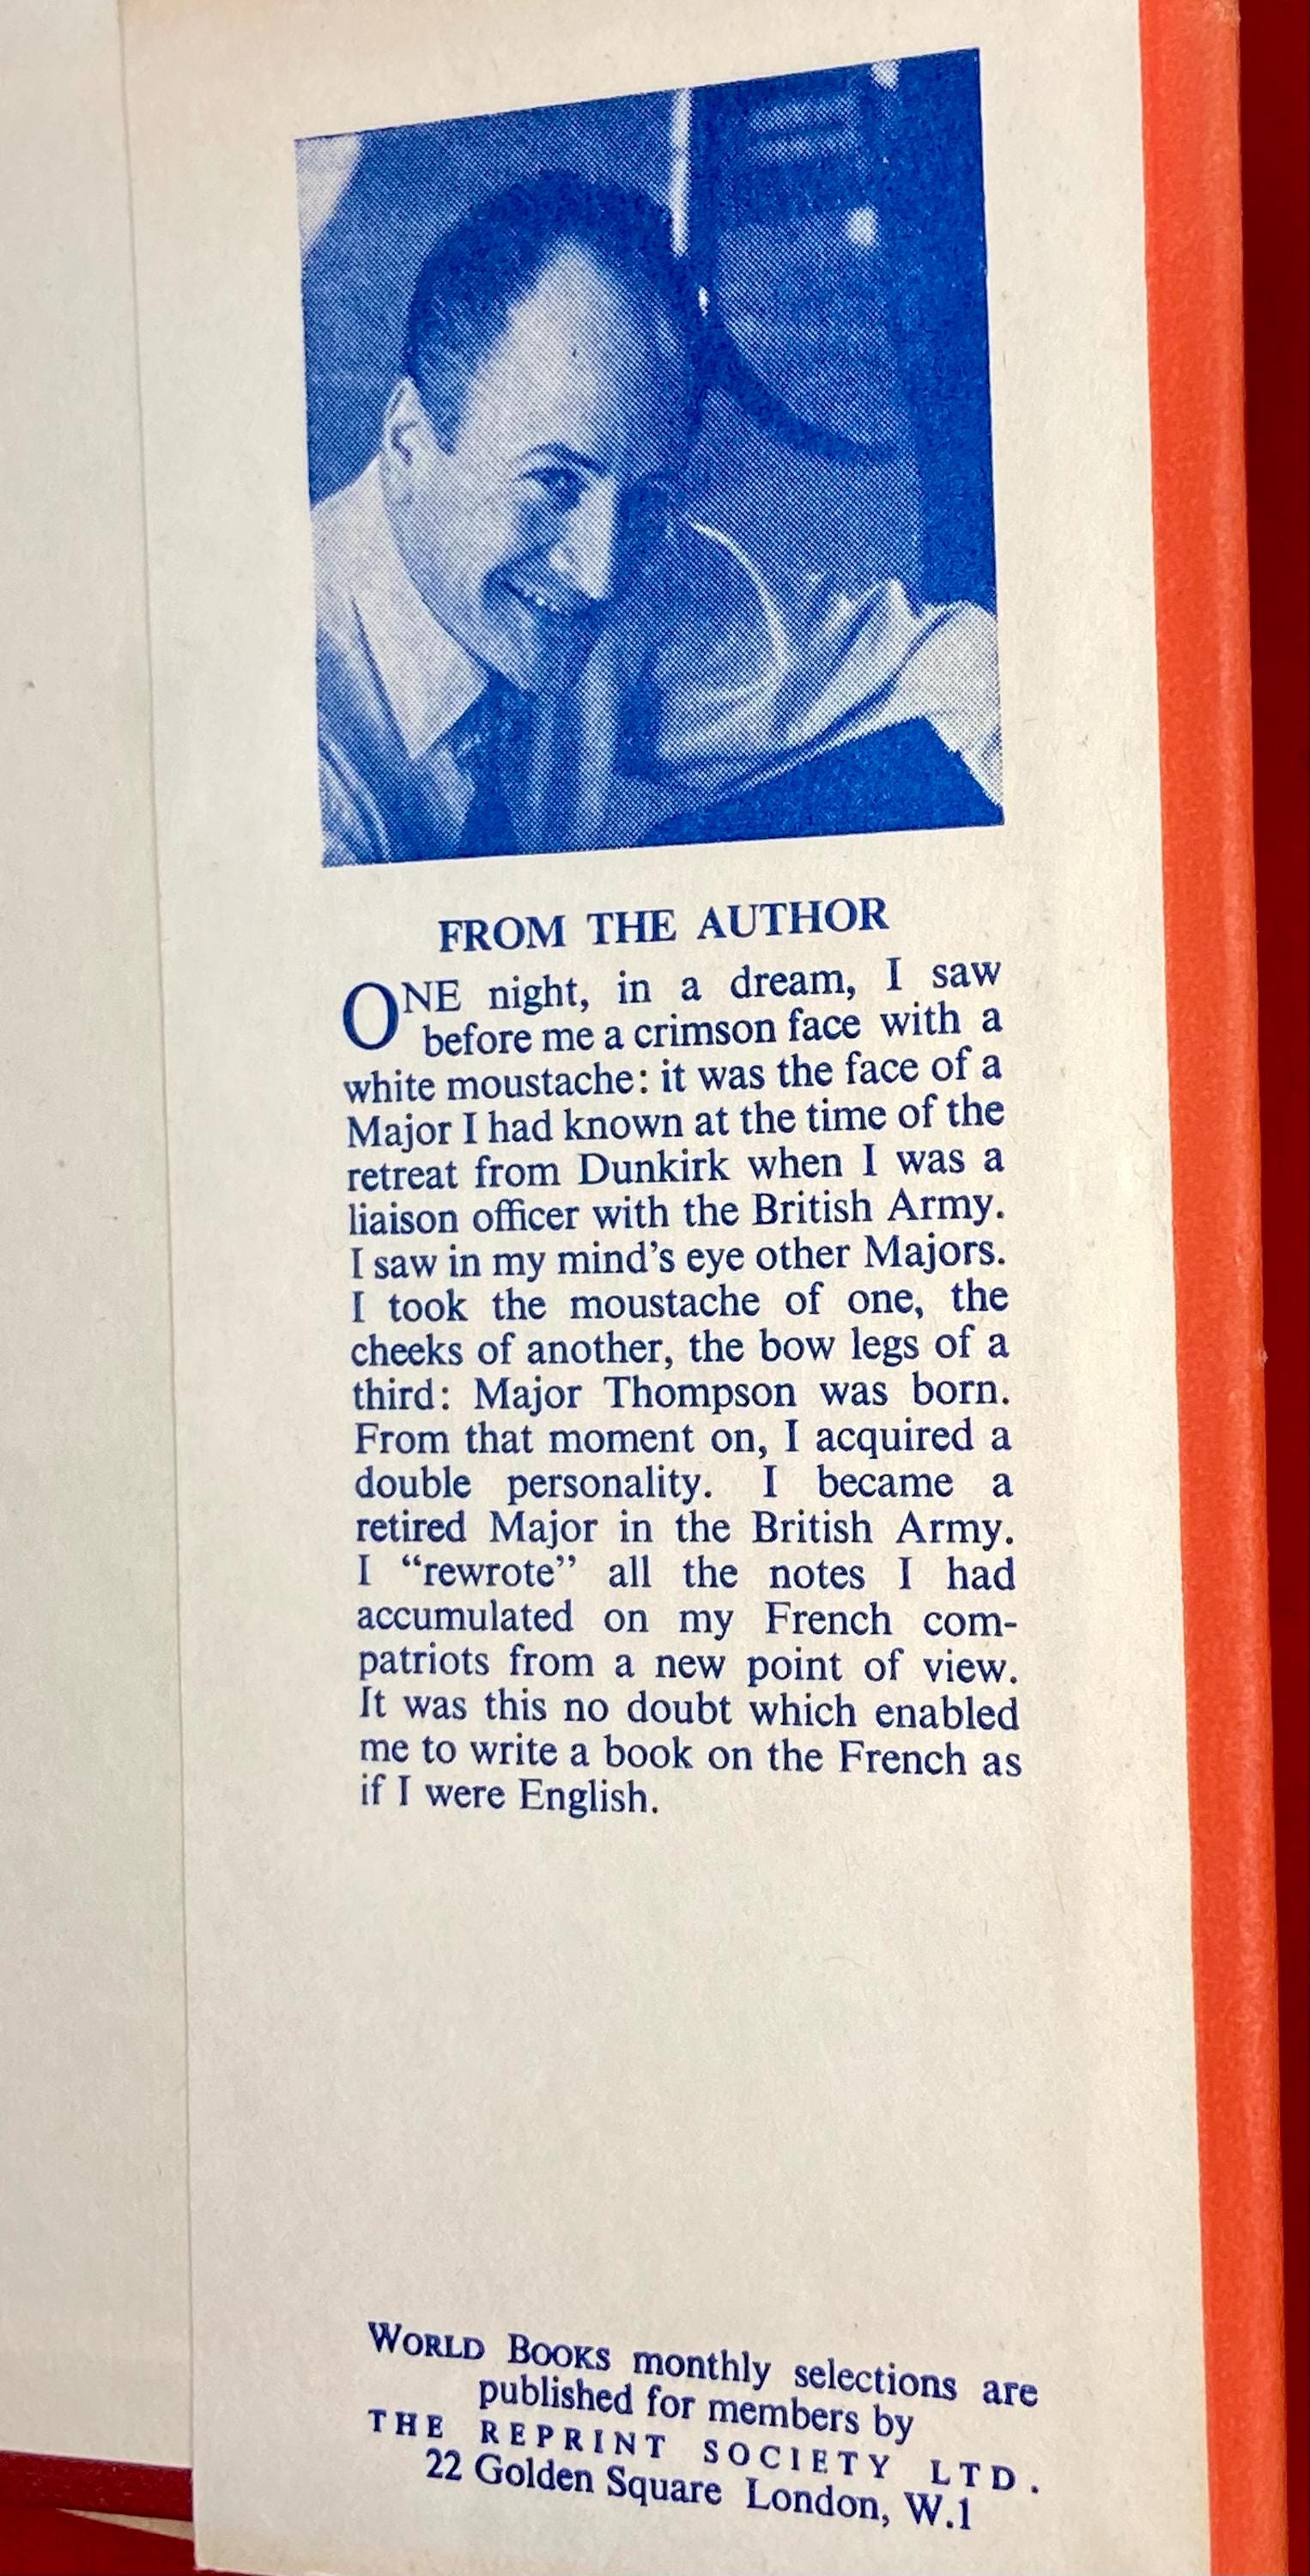 FROM THE AUTHOR
ONE night, in a dream, I saw
before me a crimson face with a
white moustache: it was the face of a
Major I had known at the time of the
retreat from Dunkirk when I was a
liaison officer with the British Army.
I saw in my mind’s eye other Majors.
I took the moustache of one, the
cheeks of another, the bow legs of a
third: Major Thompson was born.
From that moment on, I acquired a
double personality. I became a
retired Major in the British Army.
I “rewrote” all the notes I had
accumulated on my French com-
patriots from a new point of view.
It was this no doubt which enabled
me to write a book on the French as
if I were English.
WORLD BOOKS monthly selections are
published for members by
THE REPRINT SOCIETY LTD.
22 Golden Square London, W.1